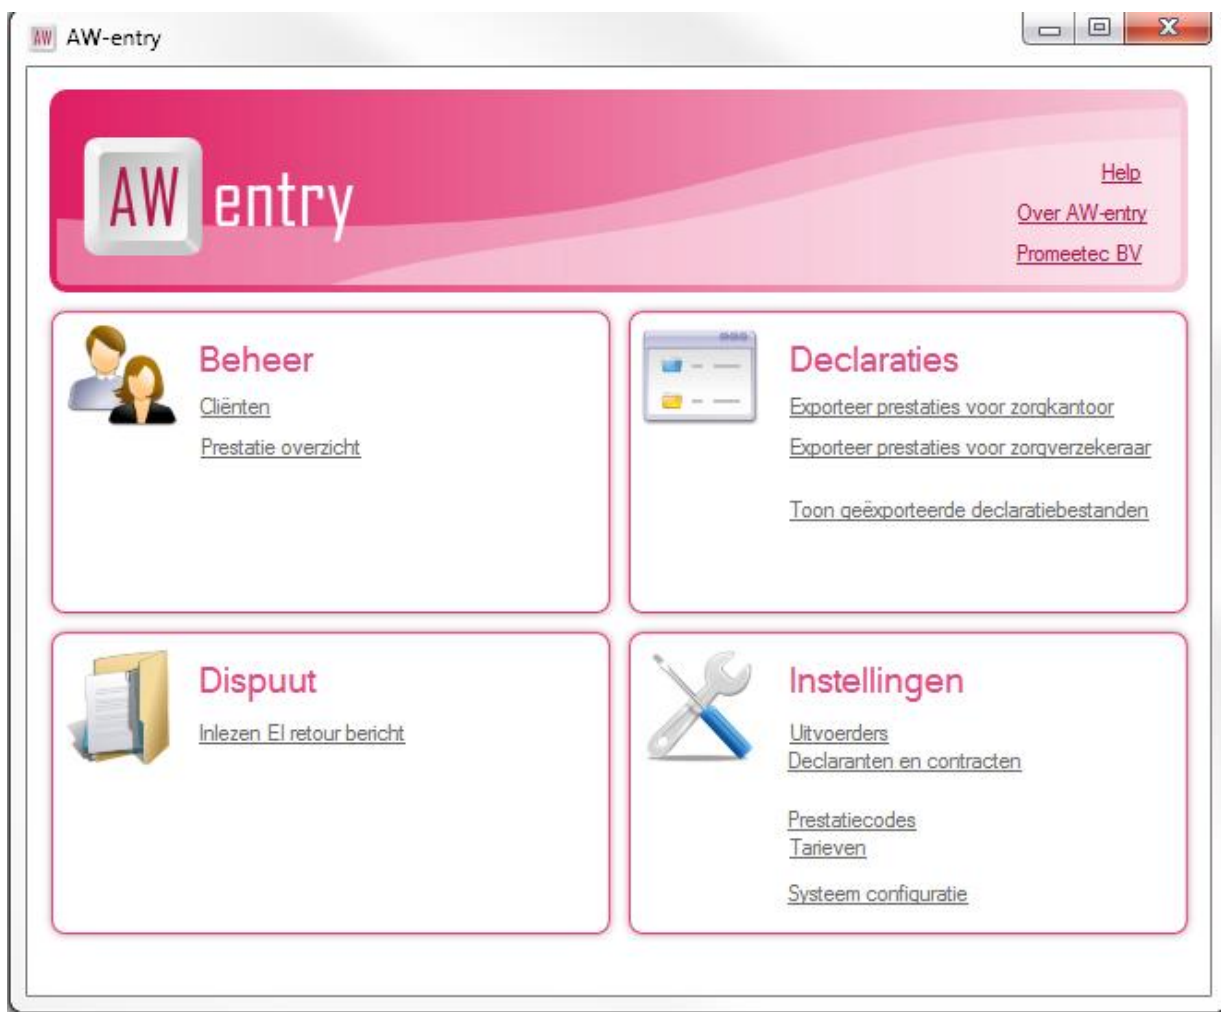 AW AW-entry
AW entry
Help
Over AW-entry
Promeetec BV
Beheer
Cliënten
Prestatie overzicht
Declaraties
Exporteer prestaties voor zorgkantoor
Exporteer prestaties voor zorgverzekeraar
Toon geëxporteerde declaratiebestanden
Dispuut
Inlezen EI retour bericht
Instellingen
Uitvoerders
Declaranten en contracten
Prestatiecodes
Tarieven
Systeem configuratie